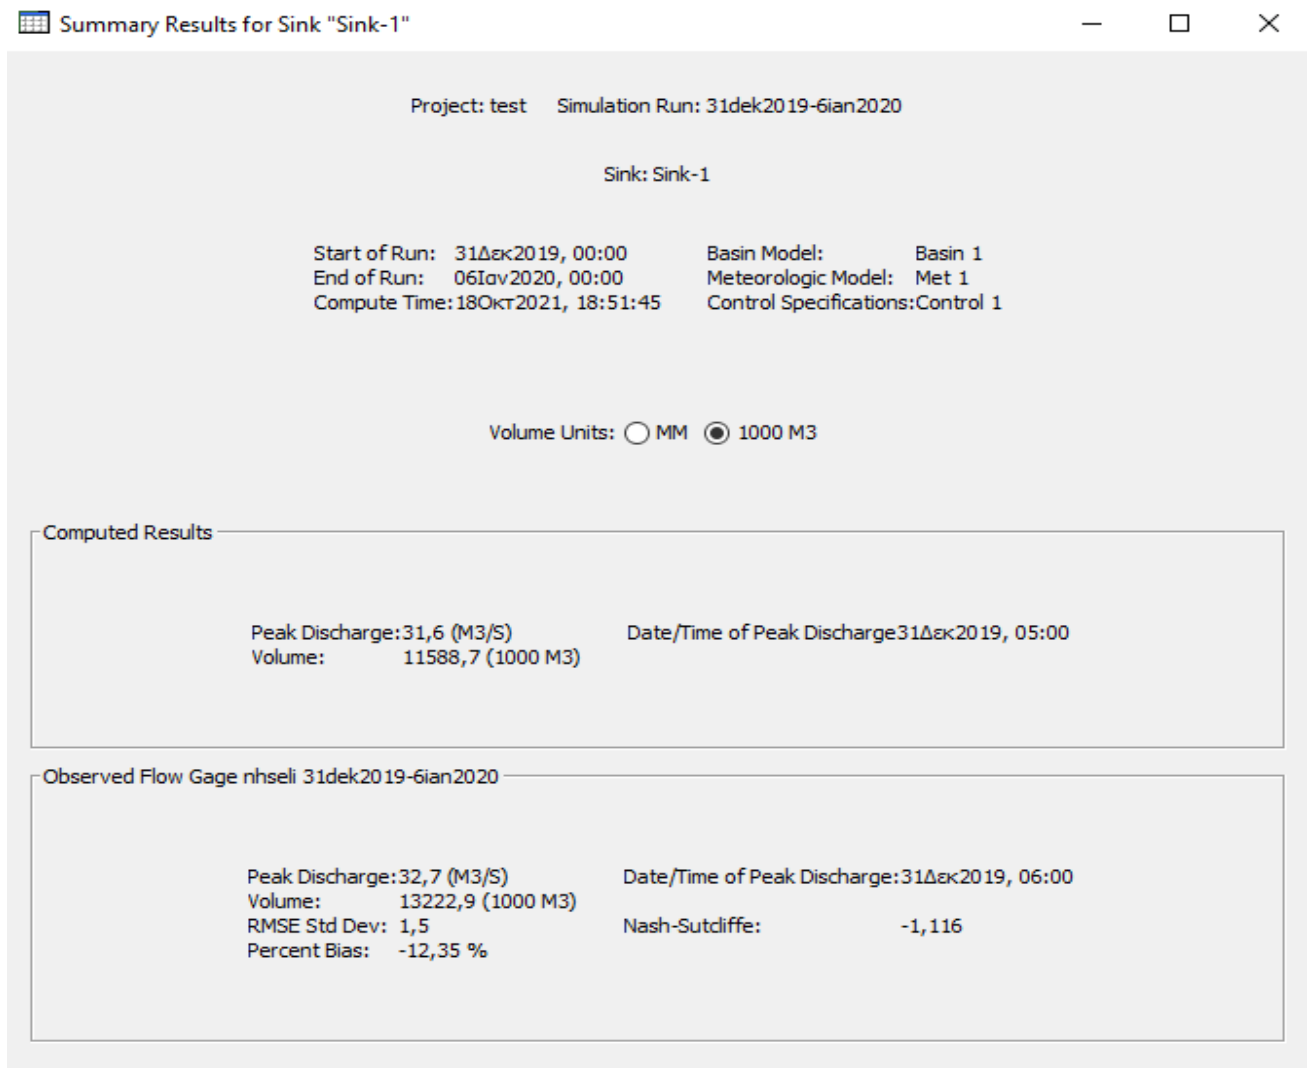 Summary Results for Sink "Sink-1"
Project: test Simulation Run: 31dek2019-6ian2020
Sink: Sink-1
Start of Run: 31Δεκ2019, 00:00 Basin Model: Basin 1
End of Run: 06Ιαν2020, 00:00 Meteorologic Model: Met 1
Compute Time:18Οκτ2021, 18:51:45 Control Specifications:Control 1
Volume Units: MM 1000 M3
Computed Results
Peak Discharge:31,6 (M3/S) Date/Time of Peak Discharge31Δεκ2019, 05:00
Volume: 11588,7 (1000 M3)
Observed Flow Gage nhseli 31dek2019-6ian2020
Peak Discharge:32,7 (M3/S) Date/Time of Peak Discharge:31Δεκ2019, 06:00
Volume: 13222,9 (1000 M3)
RMSE Std Dev: 1,5 Nash-Sutcliffe: -1,116
Percent Bias: -12,35 %